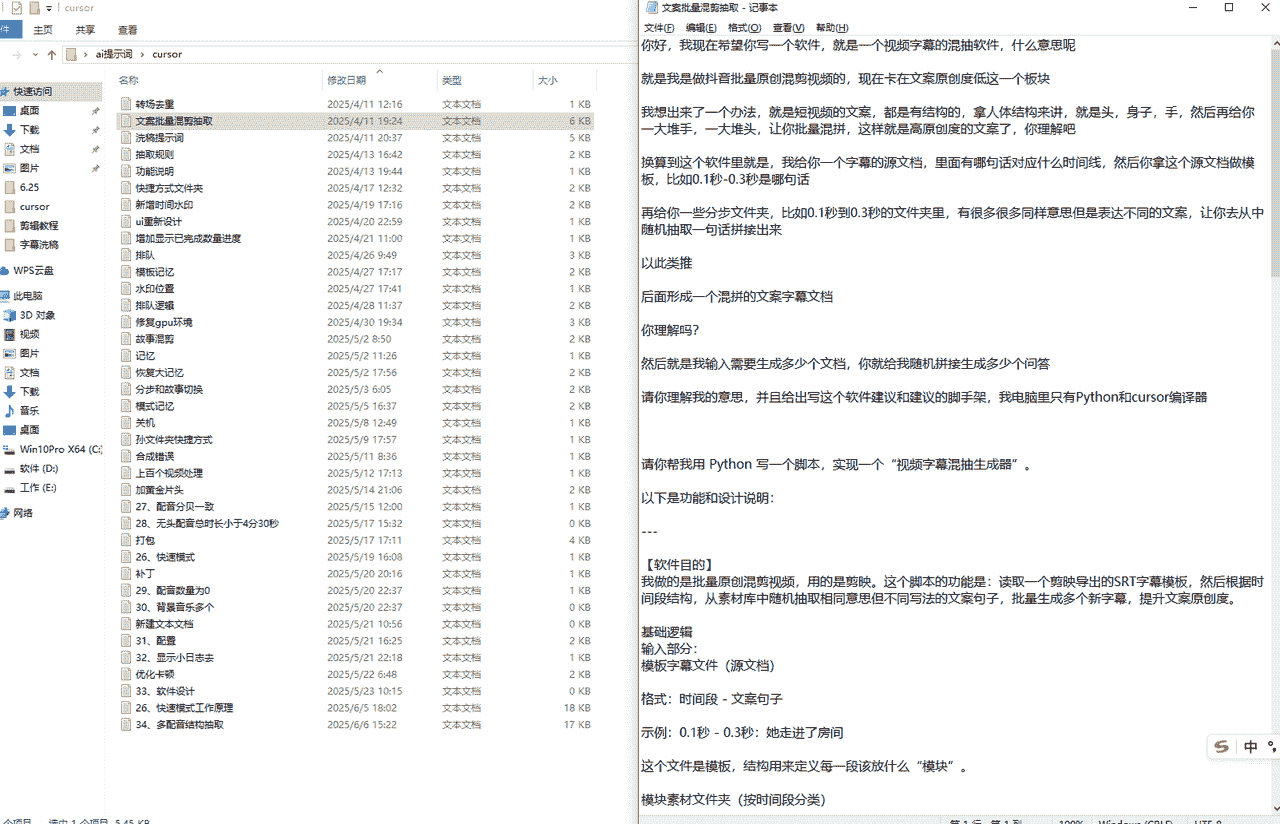 cursor
件
主页
共享
查看
ai提示词 › cursor
名称
修改日期
类型
大小
快速访问
桌面
下载
文档
图片
6.25
cursor
剪辑教程
字幕洗稿
WPS云盘
此电脑
3D 对象
视频
图片
文档
下载
音乐
桌面
Win10Pro X64 (C:)
软件 (D:)
工作 (E:)
网络
转场去重 2025/4/11 12:16 文本文档 1 KB
文案批量混剪抽取 2025/4/11 19:24 文本文档 6 KB
洗稿提示词 2025/4/11 20:37 文本文档 5 KB
抽取规则 2025/4/13 16:42 文本文档 2 KB
功能说明 2025/4/13 19:44 文本文档 1 KB
快捷方式文件夹 2025/4/17 12:32 文本文档 2 KB
新增时间水印 2025/4/19 17:16 文本文档 2 KB
ui重新设计 2025/4/20 22:59 文本文档 1 KB
增加显示已完成数量进度 2025/4/21 11:00 文本文档 1 KB
排队 2025/4/26 9:49 文本文档 3 KB
模板记忆 2025/4/27 17:17 文本文档 2 KB
水印位置 2025/4/27 17:41 文本文档 1 KB
排队逻辑 2025/4/28 11:37 文本文档 2 KB
修复gpu环境 2025/4/30 19:34 文本文档 3 KB
故事混剪 2025/5/2 8:50 文本文档 2 KB
记忆 2025/5/2 11:26 文本文档 1 KB
恢复大记忆 2025/5/2 17:56 文本文档 2 KB
分步和故事切换 2025/5/3 6:05 文本文档 2 KB
模式记忆 2025/5/5 16:37 文本文档 2 KB
关机 2025/5/8 12:49 文本文档 1 KB
孙文件夹快捷方式 2025/5/9 17:57 文本文档 1 KB
合成错误 2025/5/11 8:36 文本文档 1 KB
上百个视频处理 2025/5/12 17:13 文本文档 1 KB
加黄金片头 2025/5/14 21:06 文本文档 2 KB
27、配音分贝一致 2025/5/15 12:00 文本文档 1 KB
28、无头配音总时长小于4分30秒 2025/5/17 15:32 文本文档 0 KB
打包 2025/5/17 17:11 文本文档 4 KB
26、快速模式 2025/5/19 16:08 文本文档 1 KB
补丁 2025/5/20 20:16 文本文档 1 KB
29、配音数量为0 2025/5/20 22:37 文本文档 1 KB
30、背景音乐多个 2025/5/20 22:37 文本文档 0 KB
新建文本文档 2025/5/21 10:56 文本文档 0 KB
31、配置 2025/5/21 16:25 文本文档 2 KB
32、显示小日志去 2025/5/21 22:18 文本文档 1 KB
优化卡顿 2025/5/22 6:48 文本文档 2 KB
33、软件设计 2025/5/23 10:15 文本文档 0 KB
26、快速模式工作原理 2025/6/5 18:02 文本文档 18 KB
34、多配音结构抽取 2025/6/6 15:22 文本文档 17 KB
个项目 选中 1 个项目 5.45 KB
文案批量混剪抽取 - 记事本
文件(F) 编辑(E) 格式(O) 查看(V) 帮助(H)
你好，我现在希望你写一个软件，就是一个视频字幕的混抽软件，什么意思呢
就是我是做抖音批量原创混剪视频的，现在卡在文案原创度低这一个板块
我想出来了一个办法，就是短视频的文案，都是有结构的，拿人体结构来讲，就是头，身子，手，然后再给你
一大堆手，一大堆头，让你批量混拼，这样就是高原创度的文案了，你理解吧
换算到这个软件里就是，我给你一个字幕的源文档，里面有哪句话对应什么时间线，然后你拿这个源文档做模
板，比如0.1秒-0.3秒是哪句话
再给你一些分步文件夹，比如0.1秒到0.3秒的文件夹里，有很多很多同样意思但是表达不同的文案，让你去从中
随机抽取一句话拼接出来
以此类推
后面形成一个混拼的文案字幕文档
你理解吗？
然后就是我输入需要生成多少个文档，你就给我随机拼接生成多少个问答
请你理解我的意思，并且给出写这个软件建议和建议的脚手架，我电脑里只有Python和cursor编译器
请你帮我用 Python 写一个脚本，实现一个“视频字幕混抽生成器”。
以下是功能和设计说明：
---
【软件目的】
我做的是批量原创混剪视频，用的是剪映。这个脚本的功能是：读取一个剪映导出的SRT字幕模板，然后根据时
间段结构，从素材库中随机抽取相同意思但不同写法的文案句子，批量生成多个新字幕，提升文案原创度。
基础逻辑
输入部分：
模板字幕文件（源文档）
格式：时间段 - 文案句子
示例：0.1秒 - 0.3秒：她走进了房间
这个文件是模板，结构用来定义每一段该放什么“模块”。
模块素材文件夹（按时间段分类）
中
第 1 行，第 1 列 100% Windows (CRLF) UTF-8